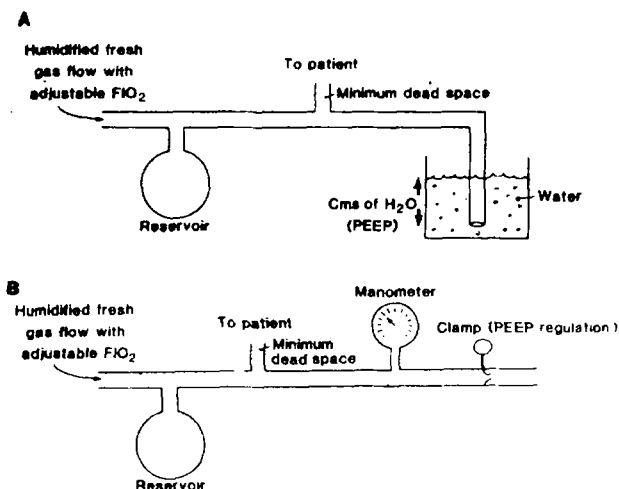 A
Humidified fresh
gas flow with
adjustable FIO₂
To patient
Minimum dead space
Reservoir
Cms of H₂O
(PEEP)
Water
B
Humidified fresh
gas flow with
adjustable FIO₂
To patient
Minimum
dead space
Manometer
Clamp (PEEP regulation)
Reservoir